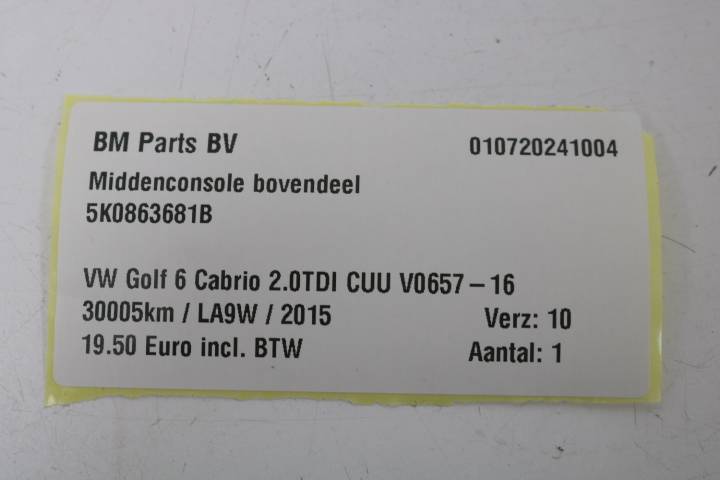 BM Parts BV 010720241004
Middenconsole bovendeel
5K0863681B
VW Golf 6 Cabrio 2.0TDI CUU V0657-16
30005km / LA9W / 2015 Verz: 10
19.50 Euro incl. BTW Aantal: 1